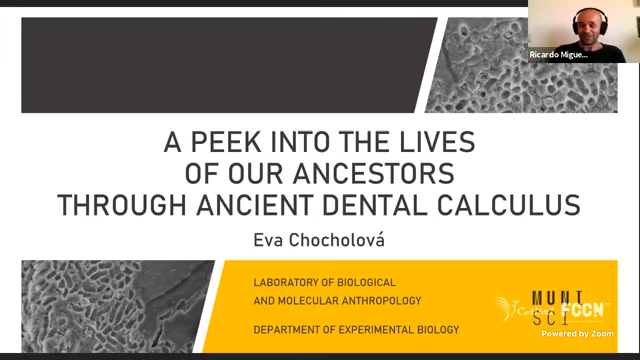 Ricardo Migue...
A PEEK INTO THE LIVES
OF OUR ANCESTORS
THROUGH ANCIENT DENTAL CALCULUS
Eva Chocholová
LABORATORY OF BIOLOGICAL
AND MOLECULAR ANTHROPOLOGY
DEPARTMENT OF EXPERIMENTAL BIOLOGY
MUNI
SCI
FCCN
Powered by Zoom